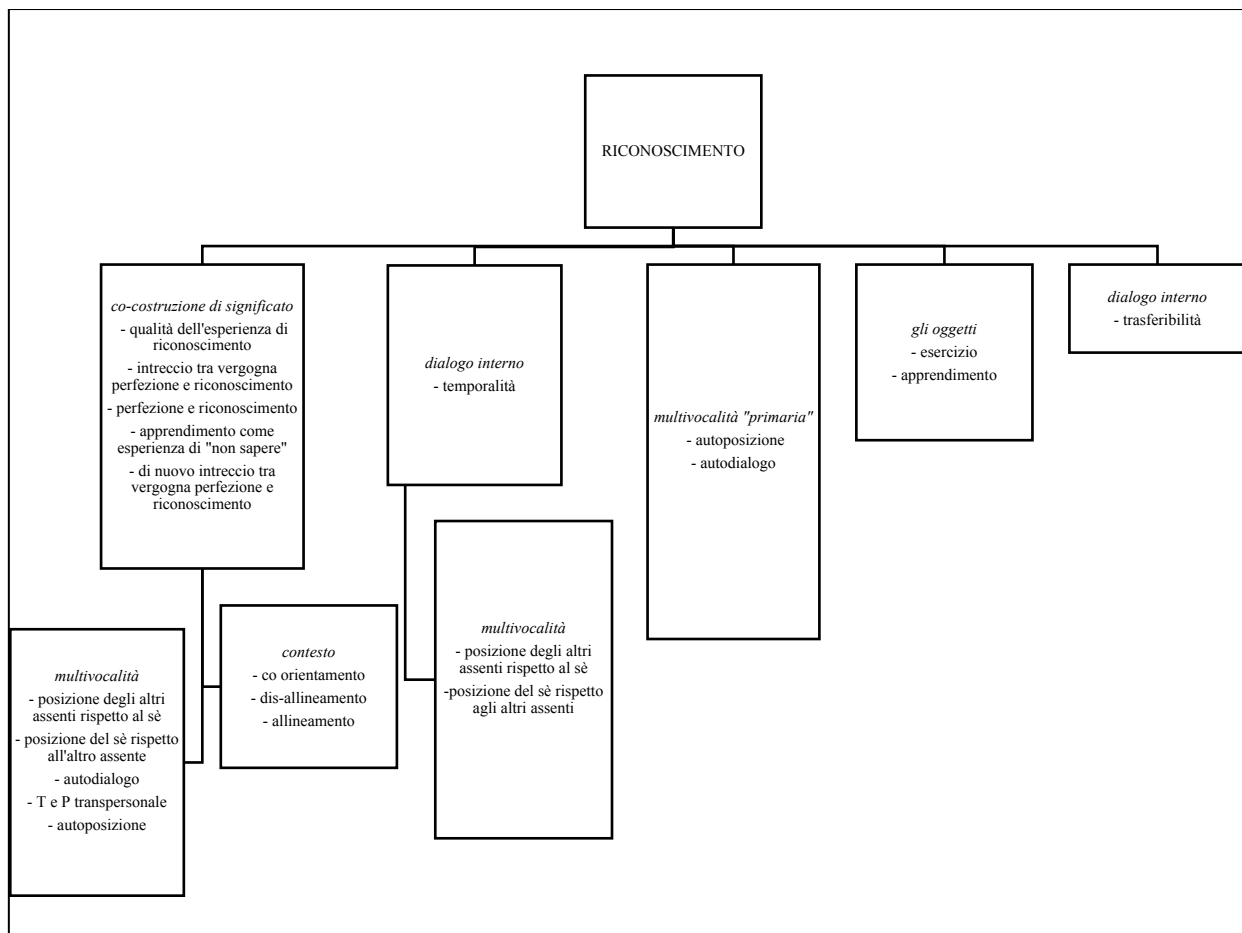 RICONOSCIMENTO
co-costruzione di significato
- qualità dell'esperienza di
riconoscimento
- intreccio tra vergogna
perfezione e riconoscimento
- perfezione e riconoscimento
- apprendimento come
esperienza di "non sapere"
- di nuovo intreccio tra
vergogna perfezione e
riconoscimento
dialogo interno
- temporalità
multivocalità "primaria"
- autoposizione
- autodialogo
gli oggetti
- esercizio
- apprendimento
dialogo interno
- trasferibilità
multivocalità
- posizione degli altri
assenti rispetto al sè
- posizione del sè rispetto
all'altro assente
- autodialogo
- T e P transpersonale
- autoposizione
contesto
- co orientamento
- dis-allineamento
- allineamento
multivocalità
- posizione degli altri
assenti rispetto al sè
-posizione del sè rispetto
agli altri assenti